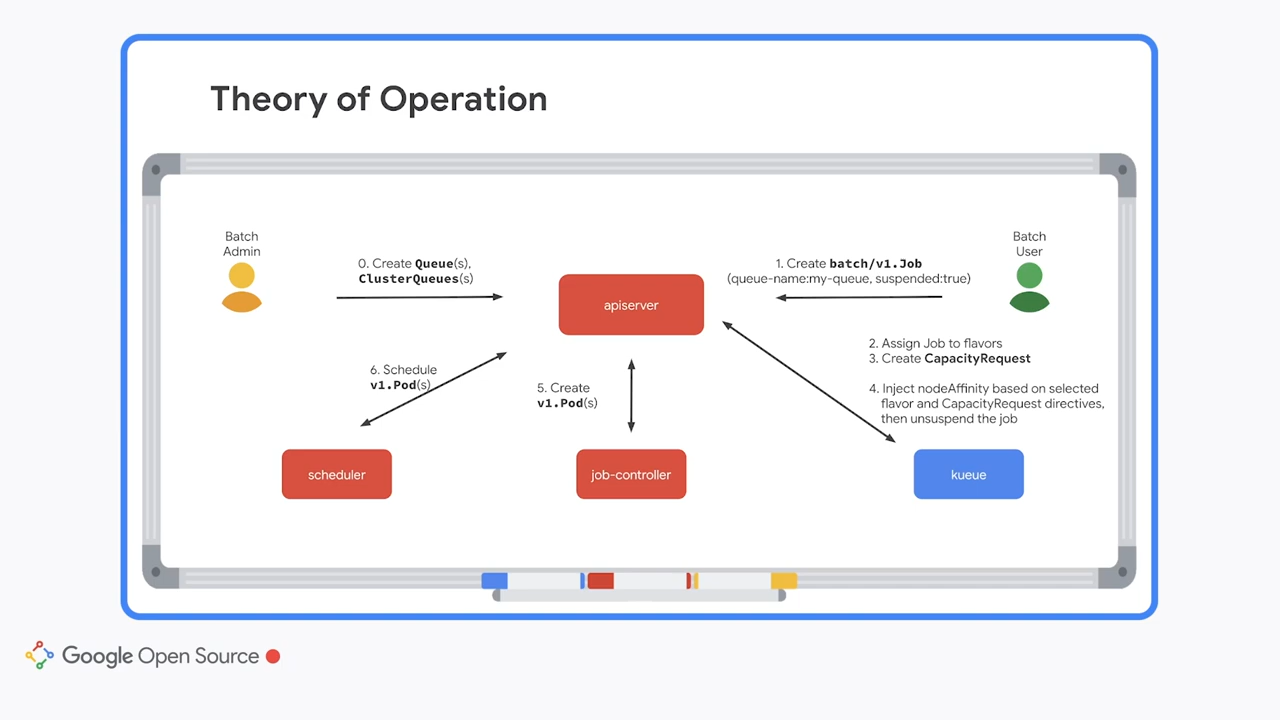 Theory of Operation
Batch
Admin
0. Create Queue(s),
ClusterQueues(s)
1. Create batch/v1.Job
(queue-name:my-queue, suspended:true)
Batch
User
apiserver
2. Assign Job to flavors
3. Create CapacityRequest
4. Inject nodeAffinity based on selected
flavor and CapacityRequest directives,
then unsuspend the job
6. Schedule
v1.Pod(s)
5. Create
v1.Pod(s)
scheduler
job-controller
kueue
Google Open Source